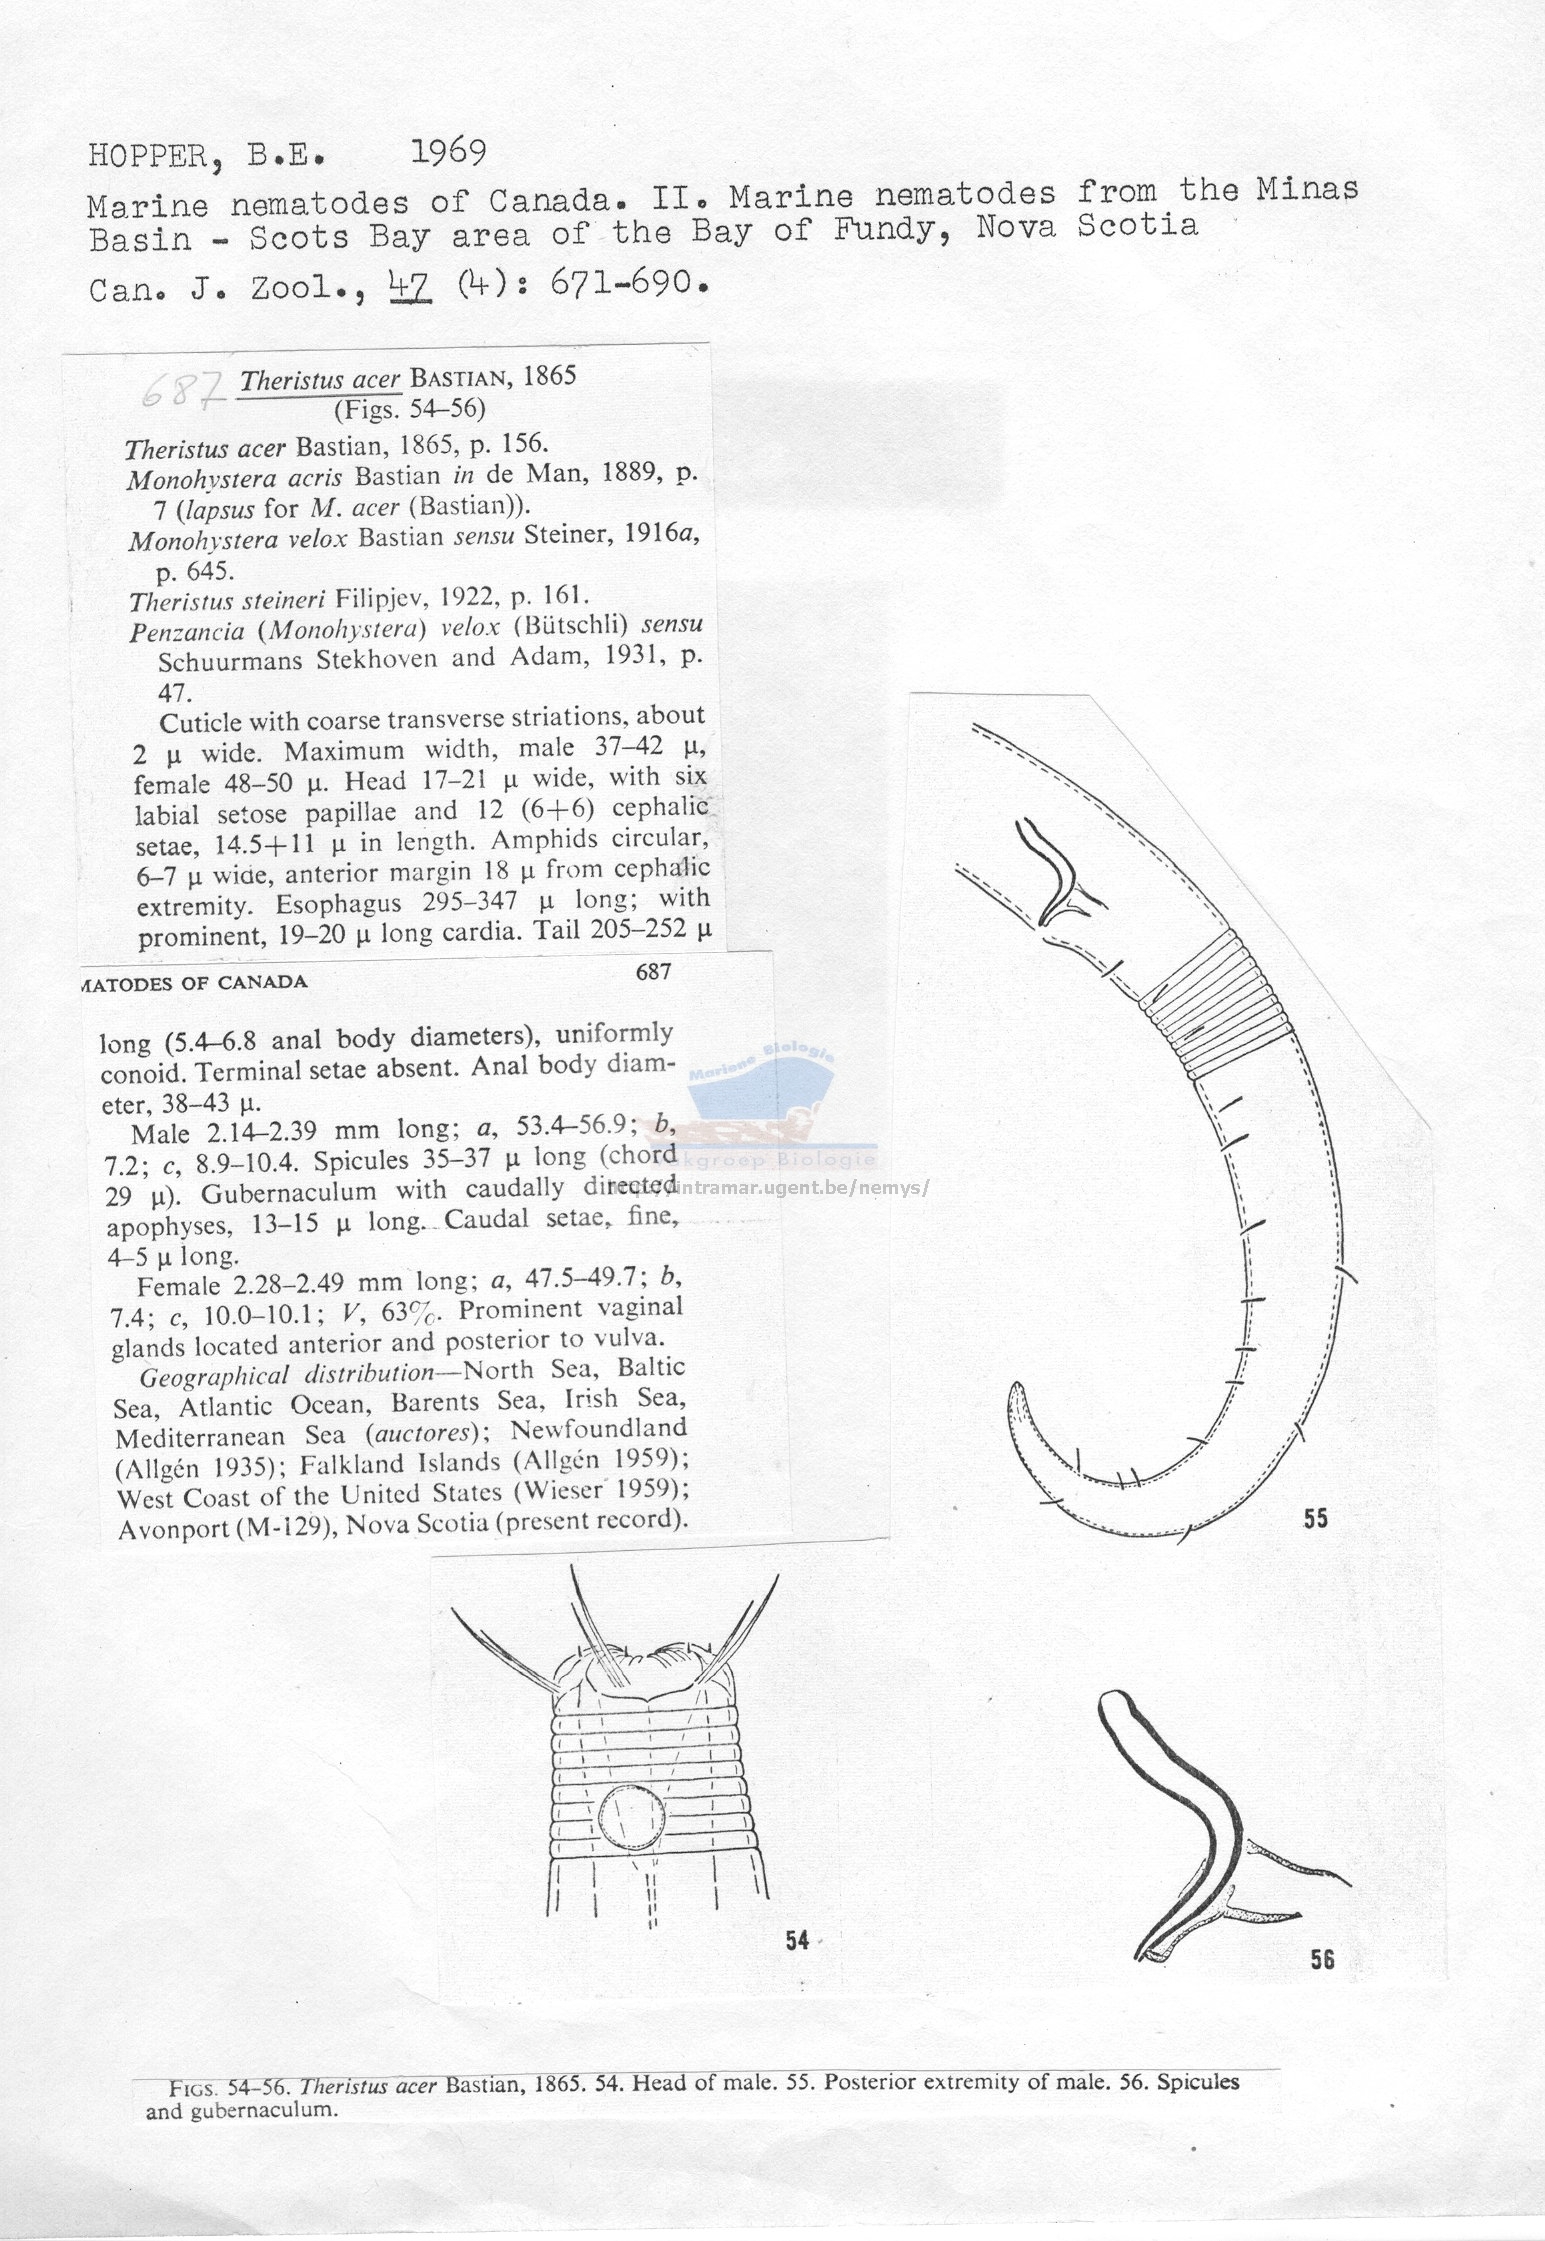 HOPPER, B.E. 1969
Marine nematodes of Canada. II. Marine nematodes from the Minas
Basin - Scots Bay area of the Bay of Fundy, Nova Scotia
Can. J. Zool., 47 (4): 671-690.
687 Theristus acer BASTIAN, 1865
(Figs. 54–56)
Theristus acer Bastian, 1865, p. 156.
Monohystera acris Bastian in de Man, 1889, p.
7 (lapsus for M. acer (Bastian)).
Monohystera velox Bastian sensu Steiner, 1916a,
p. 645.
Theristus steineri Filipjev, 1922, p. 161.
Penzancia (Monohystera) velox (Bütschli) sensu
Schuurmans Stekhoven and Adam, 1931, p.
47.
Cuticle with coarse transverse striations, about
2 μ wide. Maximum width, male 37–42 μ,
female 48–50 μ. Head 17–21 μ wide, with six
labial setose papillae and 12 (6+6) cephalic
setae, 14.5+11 μ in length. Amphids circular,
6–7 μ wide, anterior margin 18 μ from cephalic
extremity. Esophagus 295–347 μ long; with
prominent, 19–20 μ long cardia. Tail 205–252 μ
MATODES OF CANADA 687
long (5.4–6.8 anal body diameters), uniformly
conoid. Terminal setae absent. Anal body diam-
eter, 38–43 μ.
Male 2.14–2.39 mm long; a, 53.4–56.9; b,
7.2; c, 8.9–10.4. Spicules 35–37 μ long (chord
29 μ). Gubernaculum with caudally directed
apophyses, 13–15 μ long. Caudal setae, fine,
4–5 μ long.
Female 2.28–2.49 mm long; a, 47.5–49.7; b,
7.4; c, 10.0–10.1; V, 63%. Prominent vaginal
glands located anterior and posterior to vulva.
Geographical distribution—North Sea, Baltic
Sea, Atlantic Ocean, Barents Sea, Irish Sea,
Mediterranean Sea (auctores); Newfoundland
(Allgén 1935); Falkland Islands (Allgén 1959);
West Coast of the United States (Wieser 1959);
Avonport (M-129), Nova Scotia (present record).
Mariene Biologie
Biologie
intramar.ugent.be/nemys/
55
54
56
FIGS. 54–56. Theristus acer Bastian, 1865. 54. Head of male. 55. Posterior extremity of male. 56. Spicules
and gubernaculum.